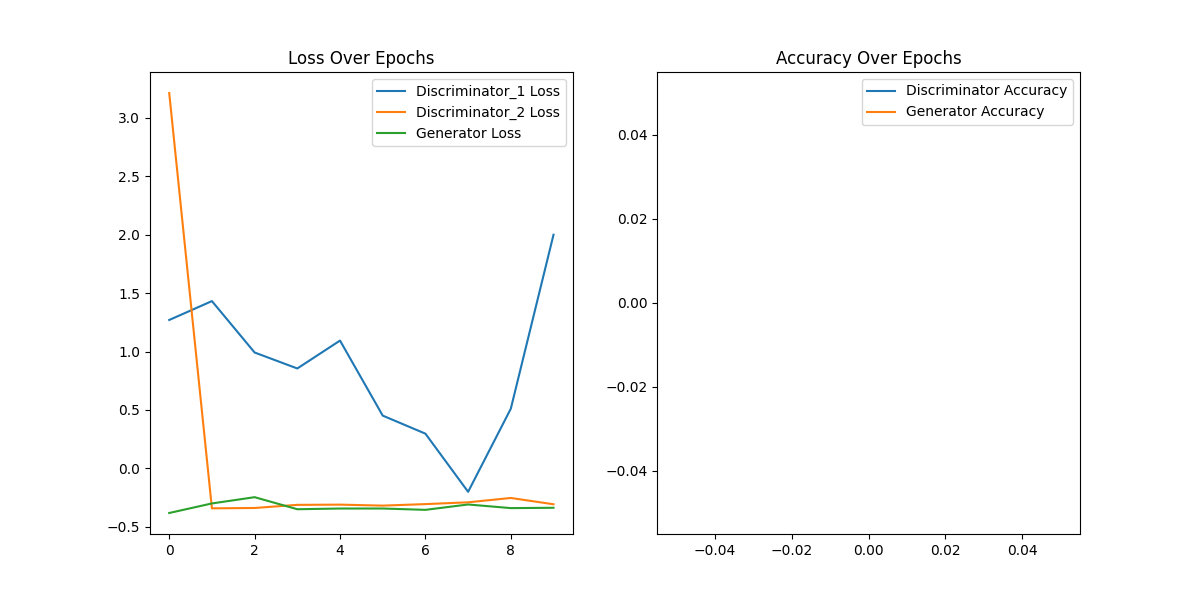 Loss Over Epochs
Discriminator_1 Loss
Discriminator_2 Loss
Generator Loss
3.0
2.5
2.0
1.5
1.0
0.5
0.0
−0.5
0 2 4 6 8
Accuracy Over Epochs
Discriminator Accuracy
Generator Accuracy
0.04
0.02
0.00
−0.02
−0.04
−0.04 −0.02 0.00 0.02 0.04